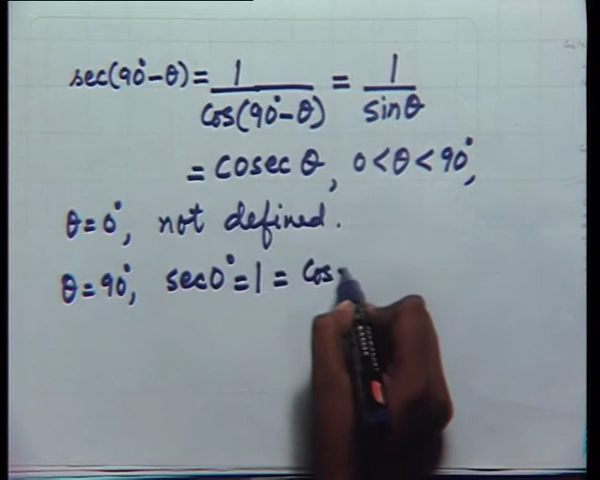 sec(90°-θ) = 1/cos(90°-θ) = 1/sinθ
= cosec θ, 0<θ<90°,
θ=0°, not defined.
θ=90°, sec0°=1= cos